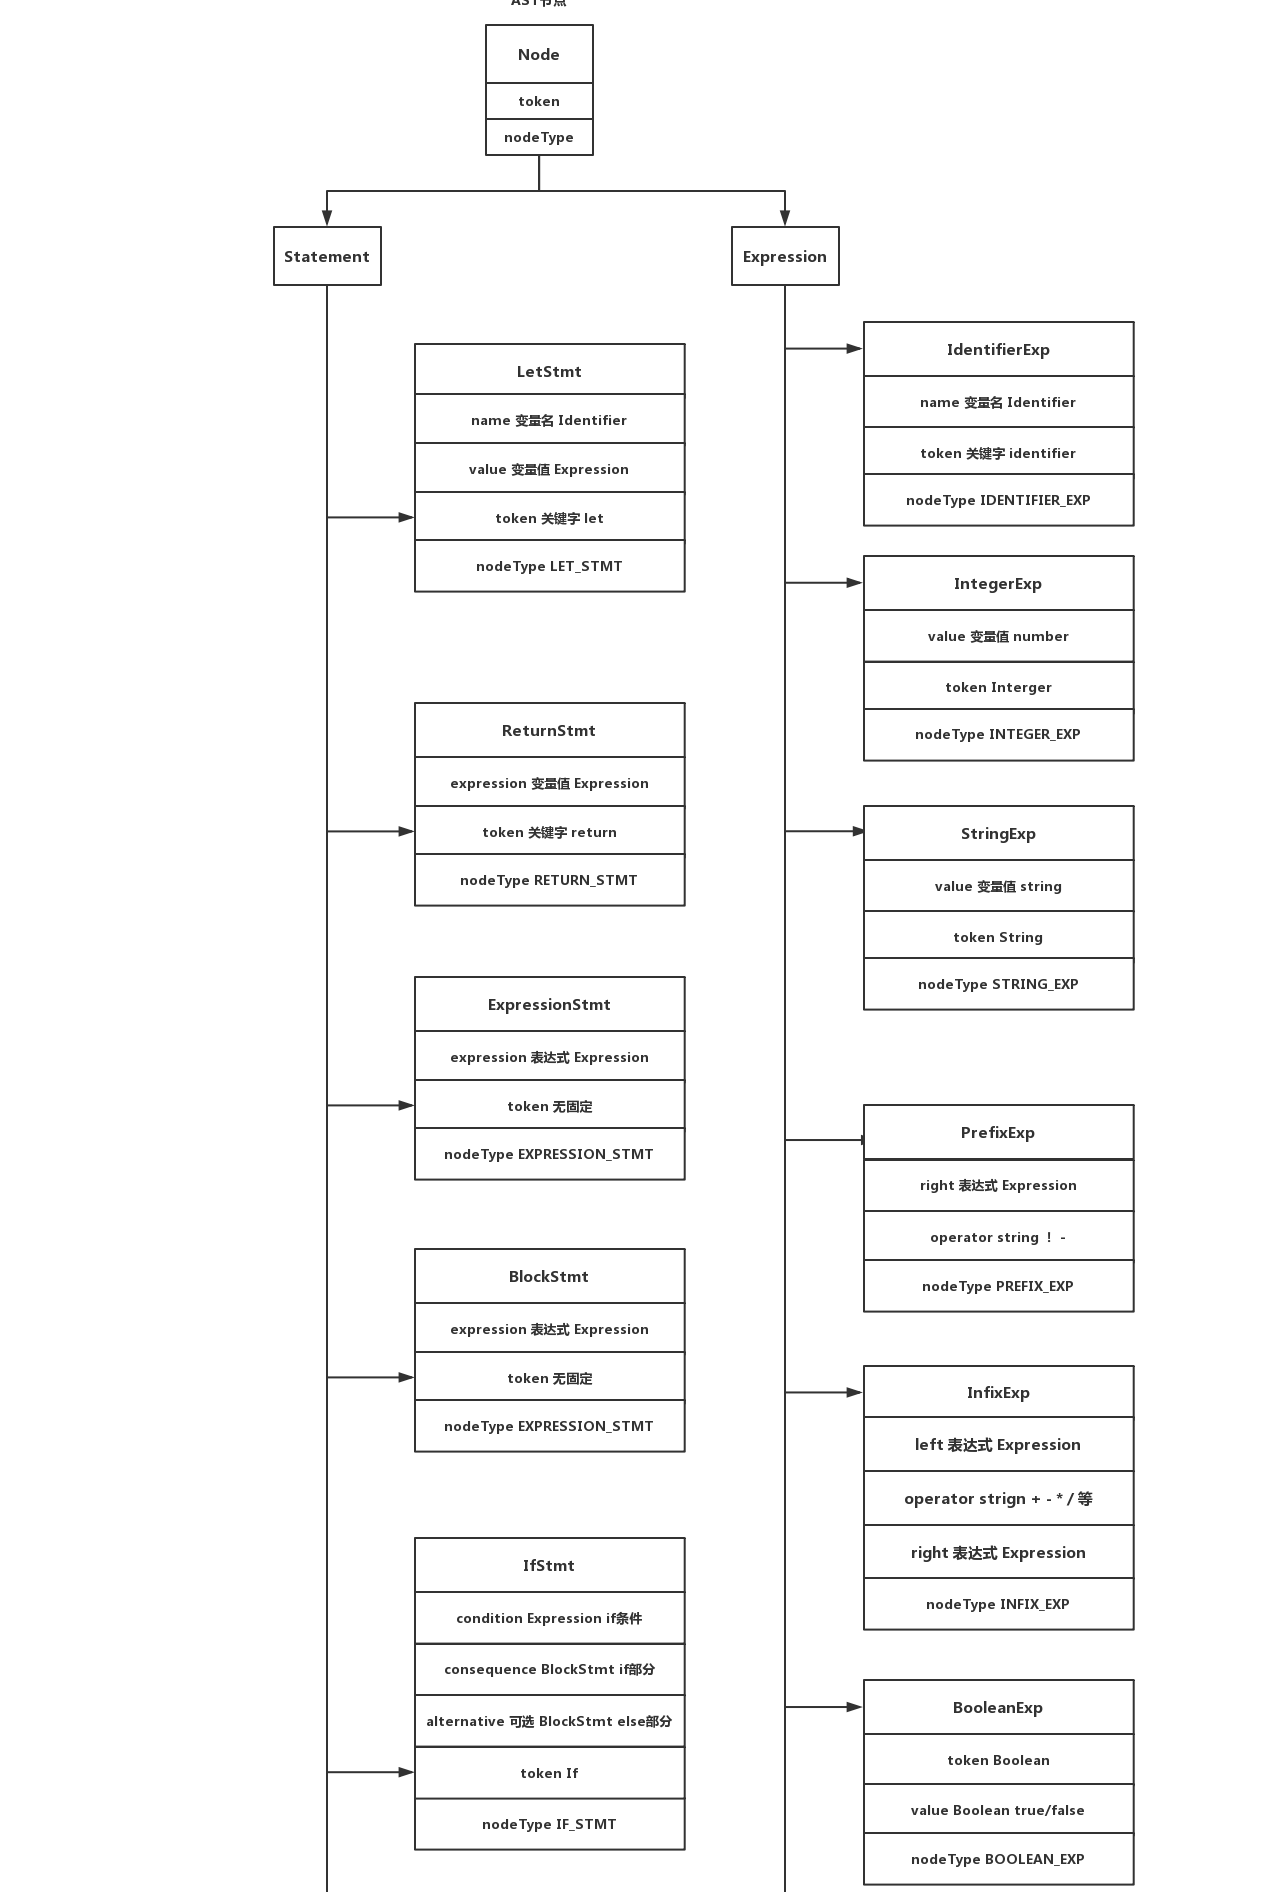 AST节点
Node
token
nodeType
Statement
Expression
LetStmt
name 变量名 Identifier
value 变量值 Expression
token 关键字 let
nodeType LET_STMT
ReturnStmt
expression 变量值 Expression
token 关键字 return
nodeType RETURN_STMT
ExpressionStmt
expression 表达式 Expression
token 无固定
nodeType EXPRESSION_STMT
BlockStmt
expression 表达式 Expression
token 无固定
nodeType EXPRESSION_STMT
IfStmt
condition Expression if条件
consequence BlockStmt if部分
alternative 可选 BlockStmt else部分
token If
nodeType IF_STMT
IdentifierExp
name 变量名 Identifier
token 关键字 identifier
nodeType IDENTIFIER_EXP
IntegerExp
value 变量值 number
token Interger
nodeType INTEGER_EXP
StringExp
value 变量值 string
token String
nodeType STRING_EXP
PrefixExp
right 表达式 Expression
operator string ！ -
nodeType PREFIX_EXP
InfixExp
left 表达式 Expression
operator strign + - * / 等
right 表达式 Expression
nodeType INFIX_EXP
BooleanExp
token Boolean
value Boolean true/false
nodeType BOOLEAN_EXP